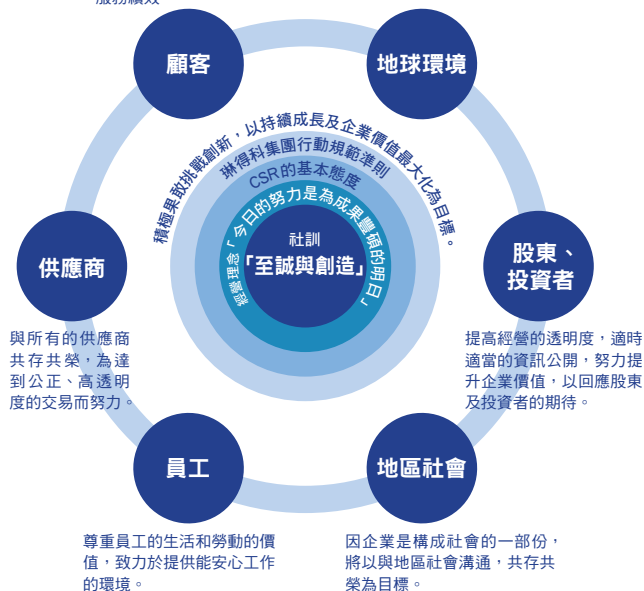 顧客
地球環境
積極果敢挑戰創新，以持續成長及企業價值最大化為目標。
琳得科集團行動規範準則
CSR的基本態度
經營理念「今日的努力是為成果豐碩的明日」
社訓
「至誠與創造」
供應商
與所有的供應商
共存共榮，為達
到公正、高透明
度的交易而努力。
股東、
投資者
提高經營的透明度，適時
適當的資訊公開，努力提
升企業價值，以回應股東
及投資者的期待。
員工
尊重員工的生活和勞動的價
值，致力於提供能安心工作
的環境。
地區社會
因企業是構成社會的一部份，
將以與地區社會溝通，共存共
榮為目標。